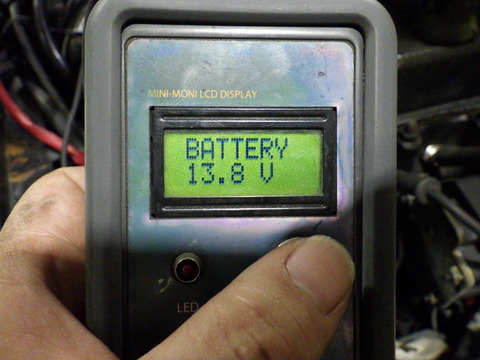 MINI-MONI LCD DISPLAY
BATTERY
13.8 V
LED